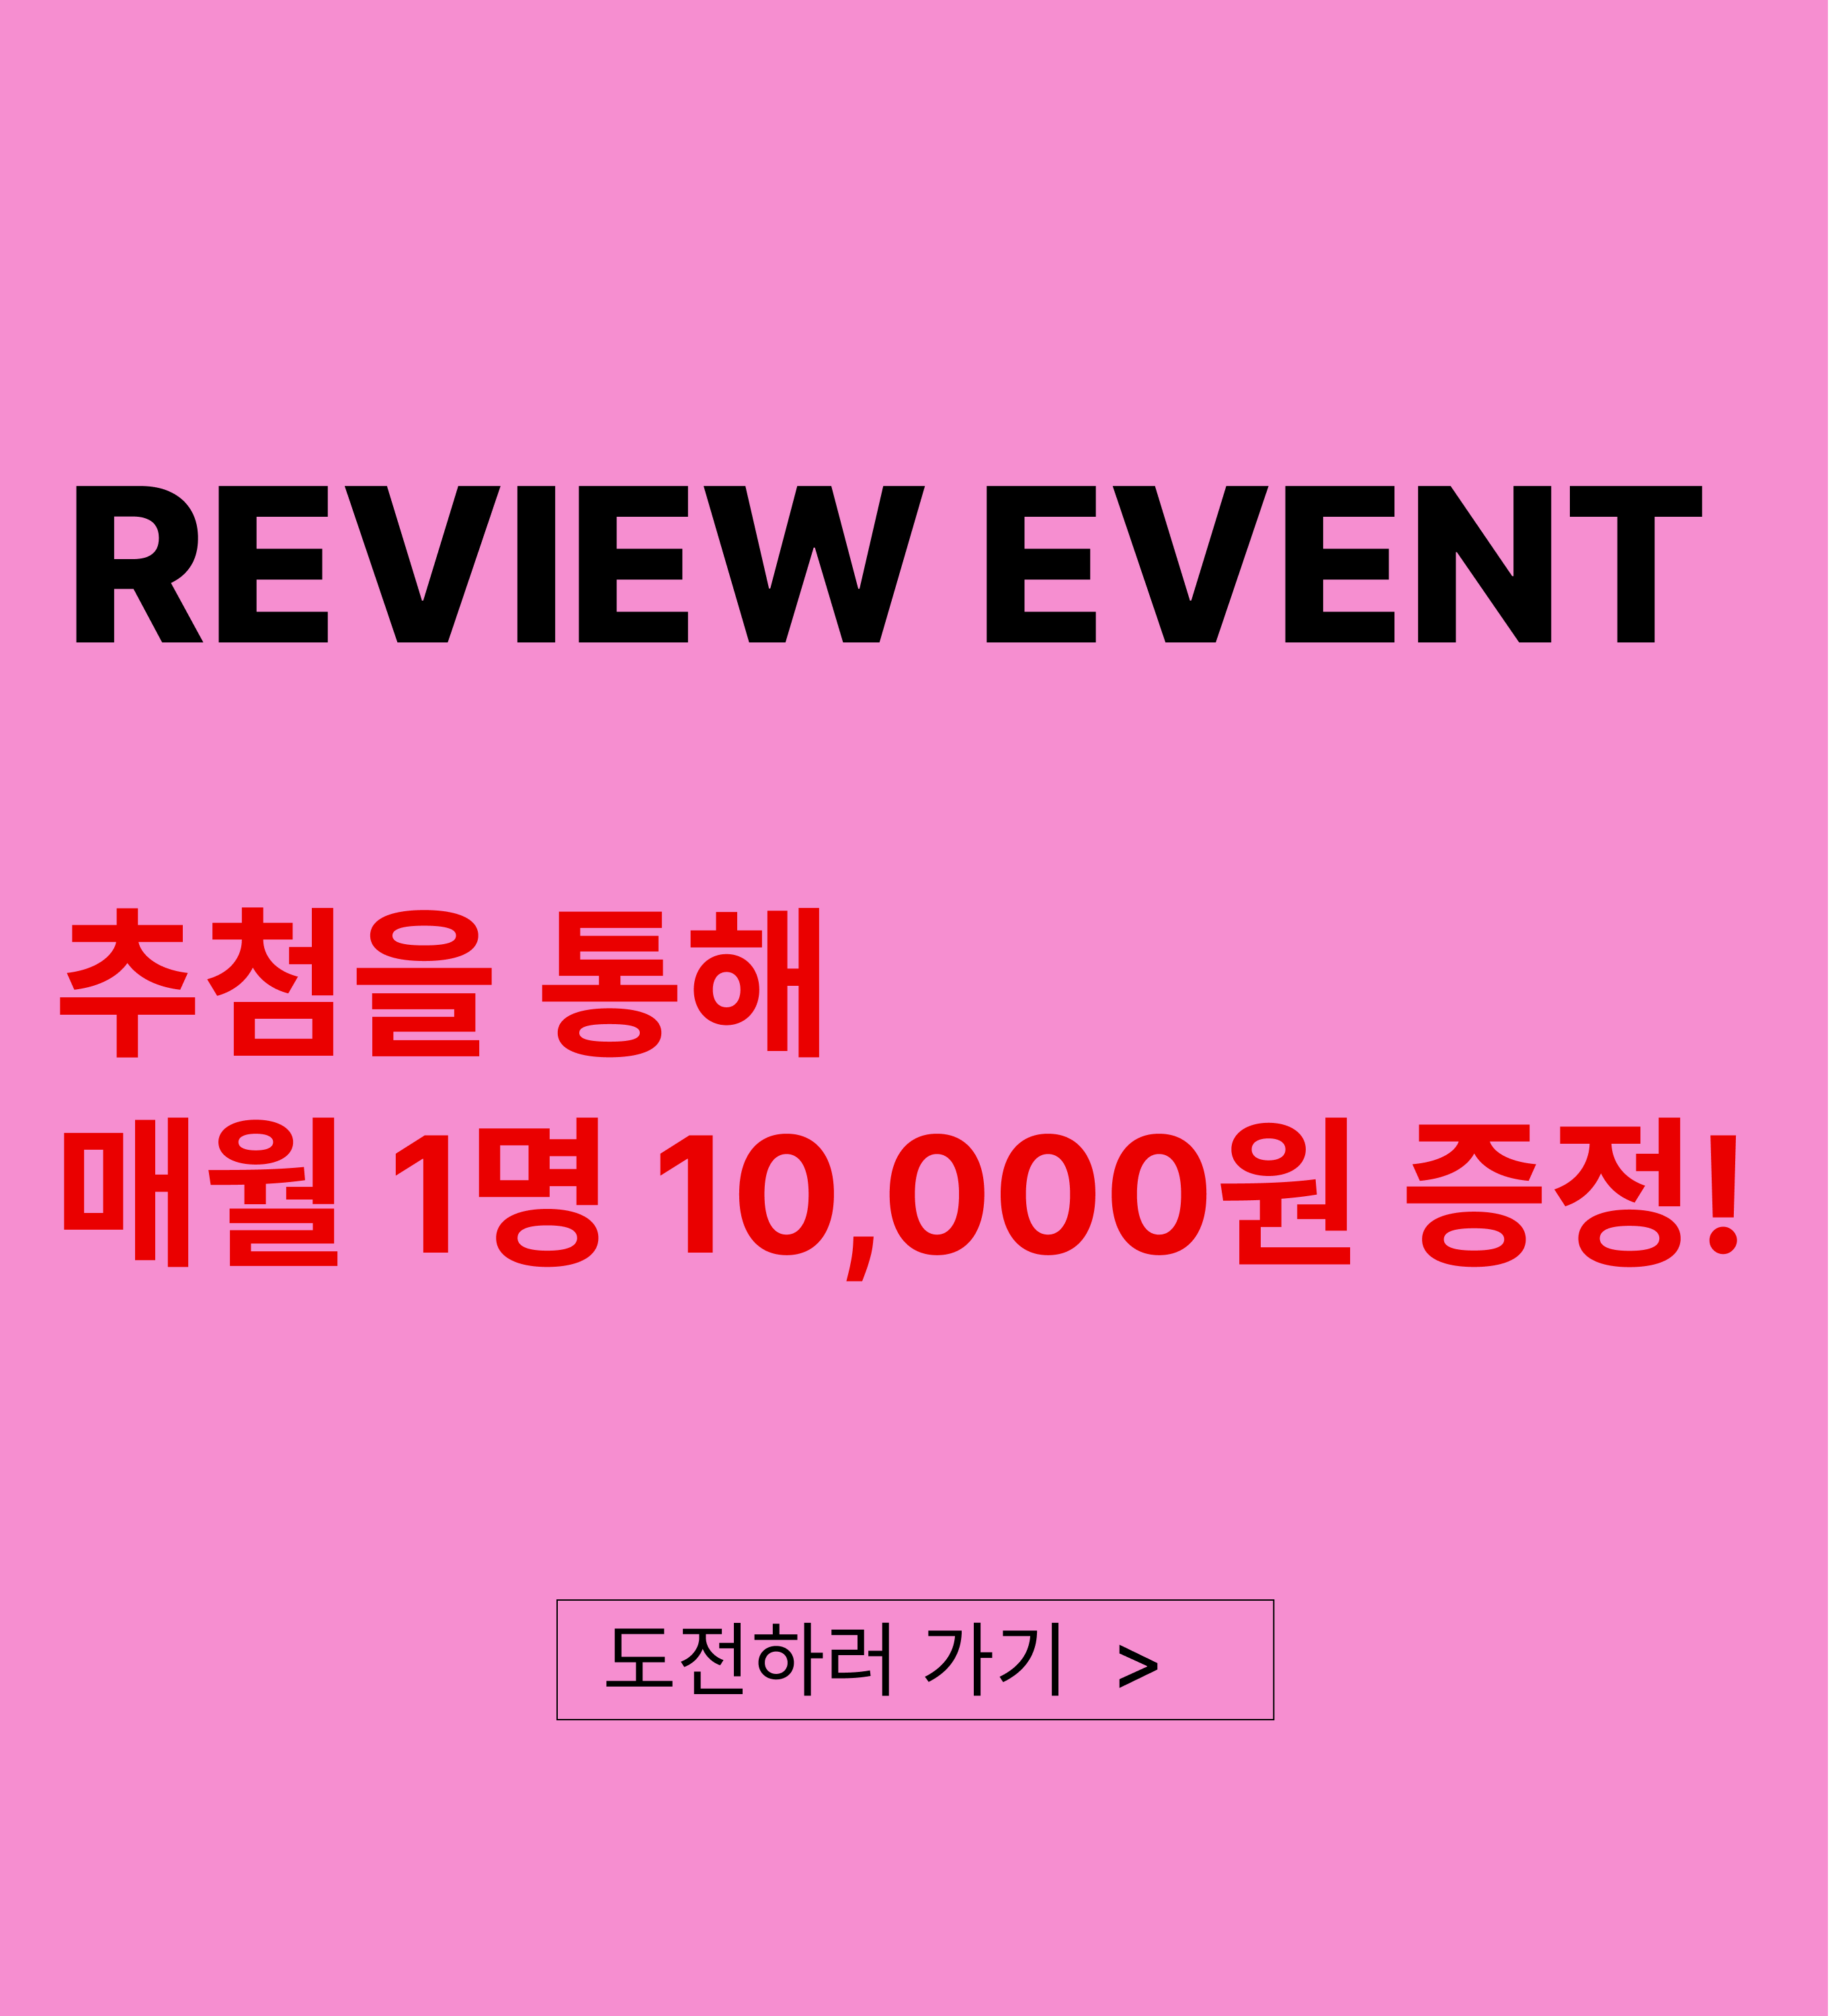 REVIEW EVENT
추첨을 통해
매월 1명 10,000원 증정!
도전하러 가기 >